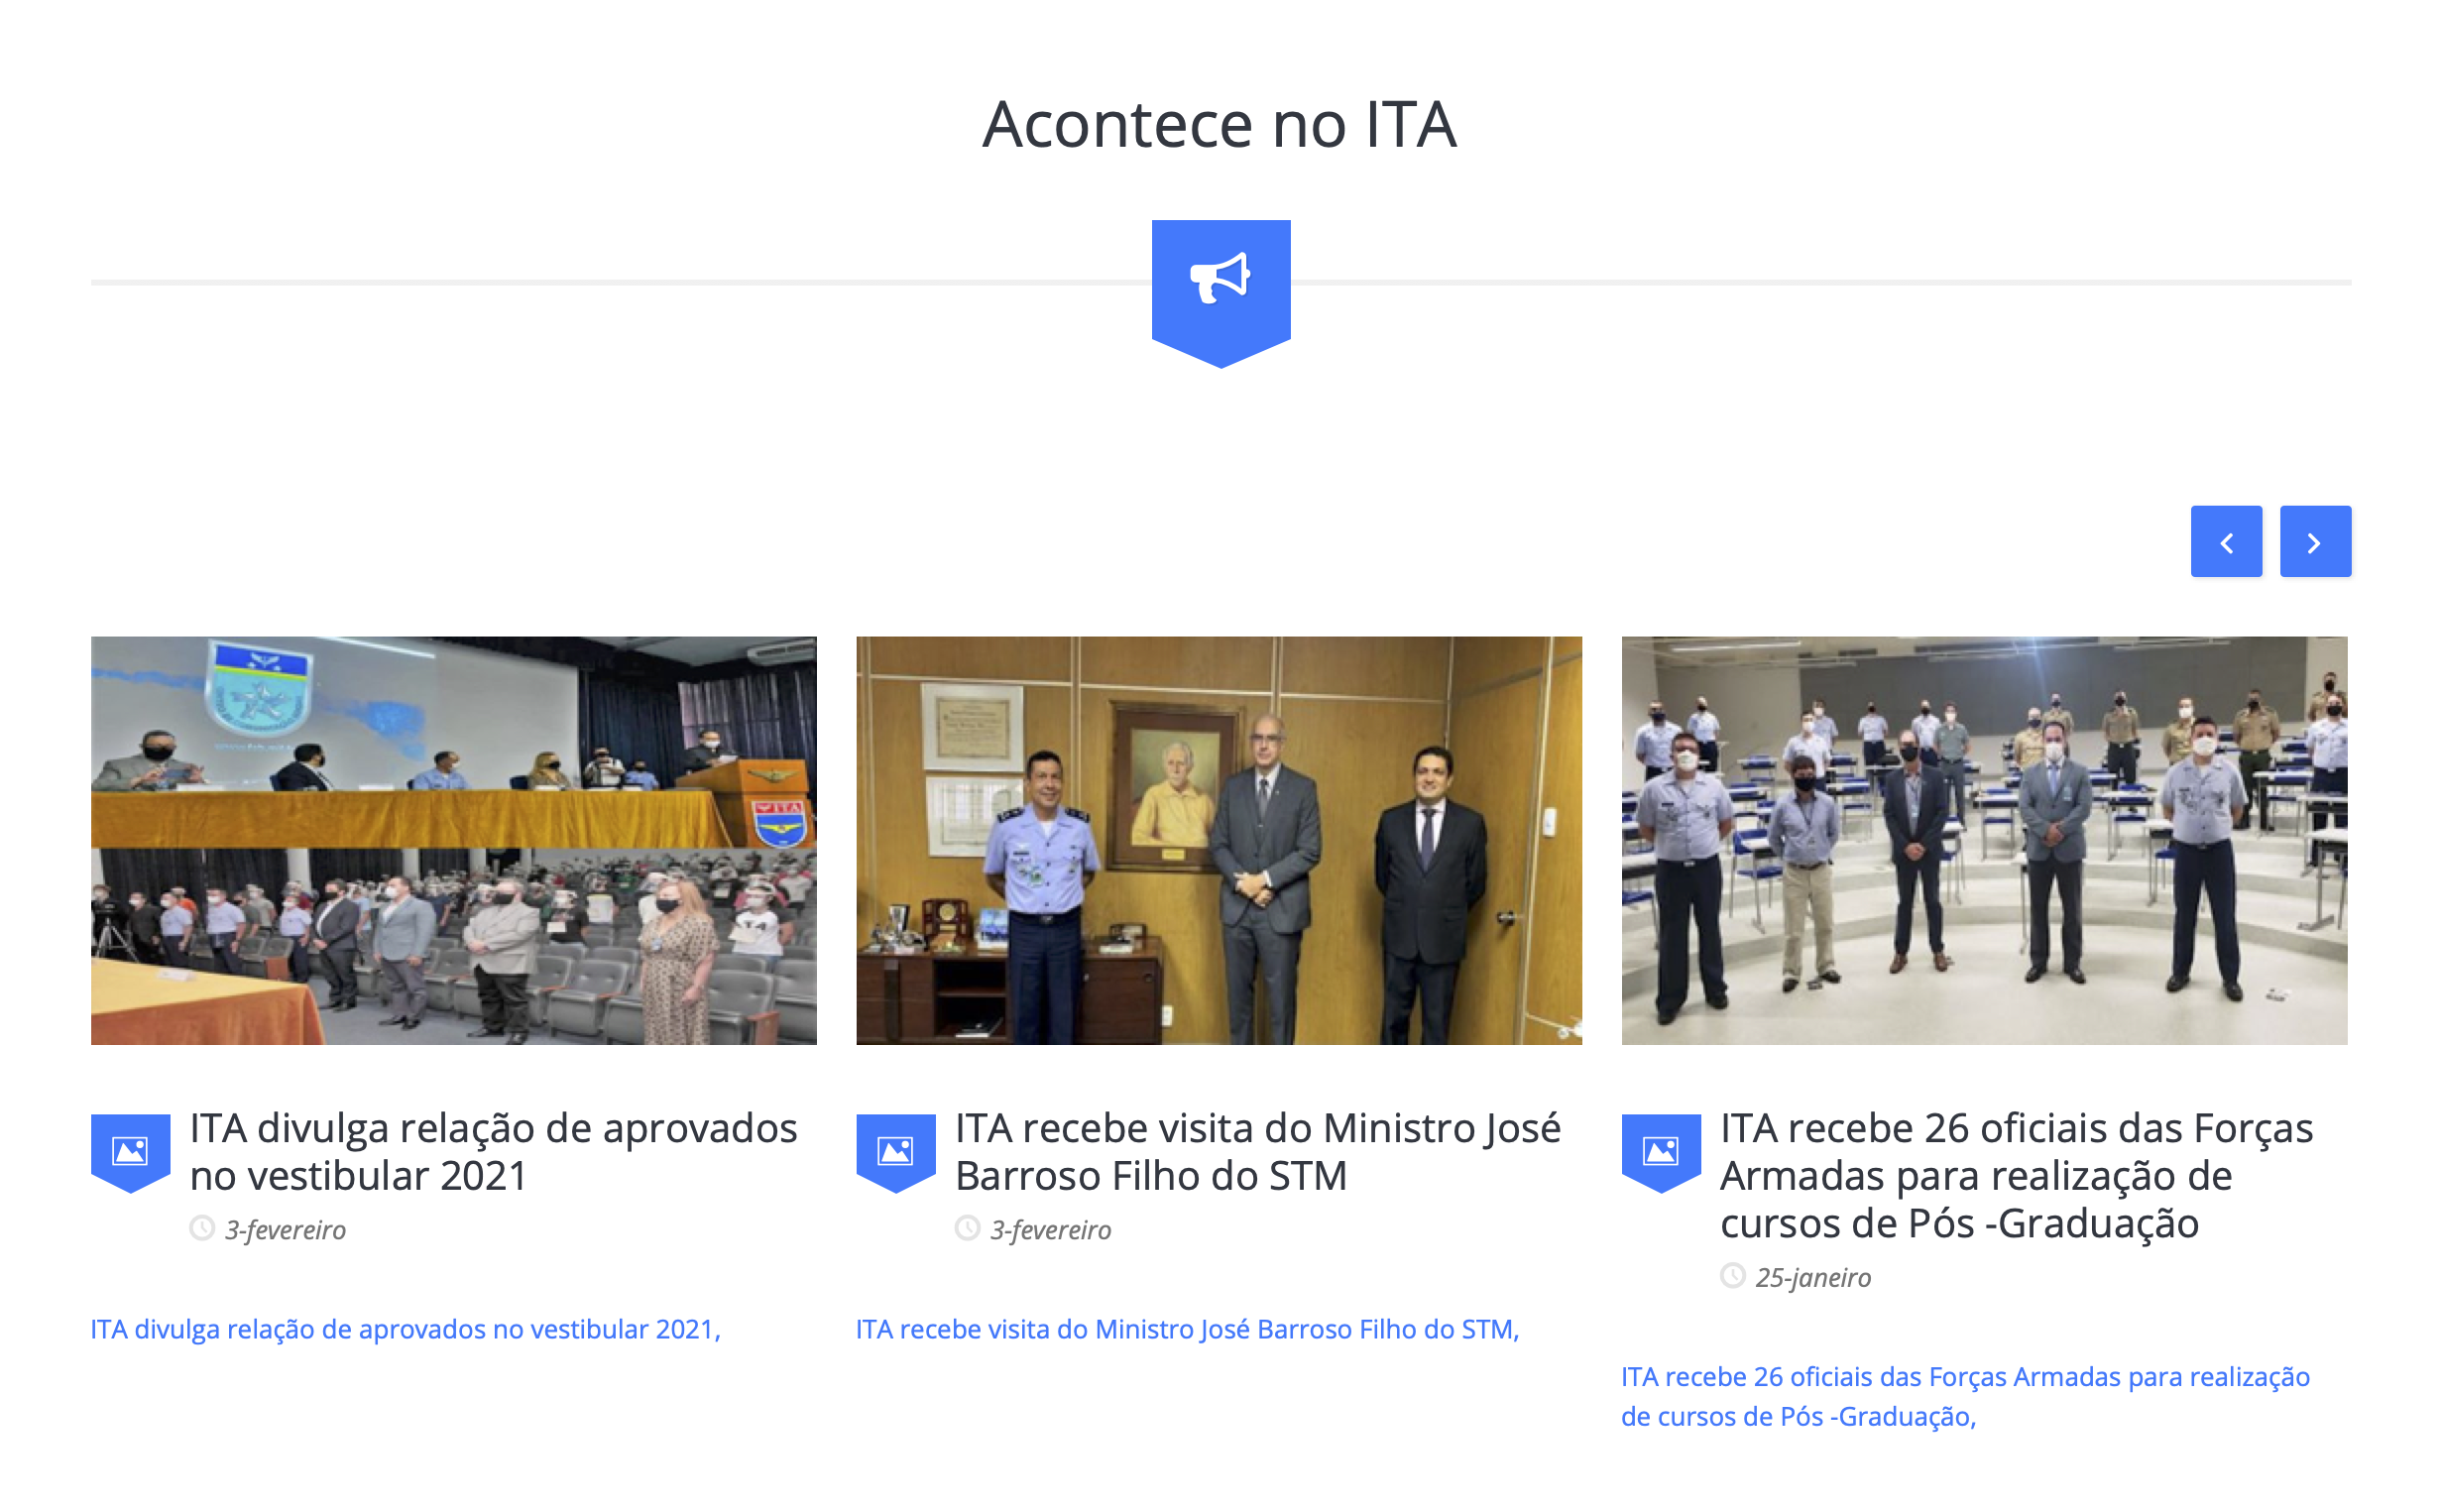 Acontece no ITA
ITA
ITA divulga relação de aprovados
no vestibular 2021
3-fevereiro
ITA divulga relação de aprovados no vestibular 2021,
ITA recebe visita do Ministro José
Barroso Filho do STM
3-fevereiro
ITA recebe visita do Ministro José Barroso Filho do STM,
ITA recebe 26 oficiais das Forças
Armadas para realização de
cursos de Pós -Graduação
25-janeiro
ITA recebe 26 oficiais das Forças Armadas para realização
de cursos de Pós -Graduação,